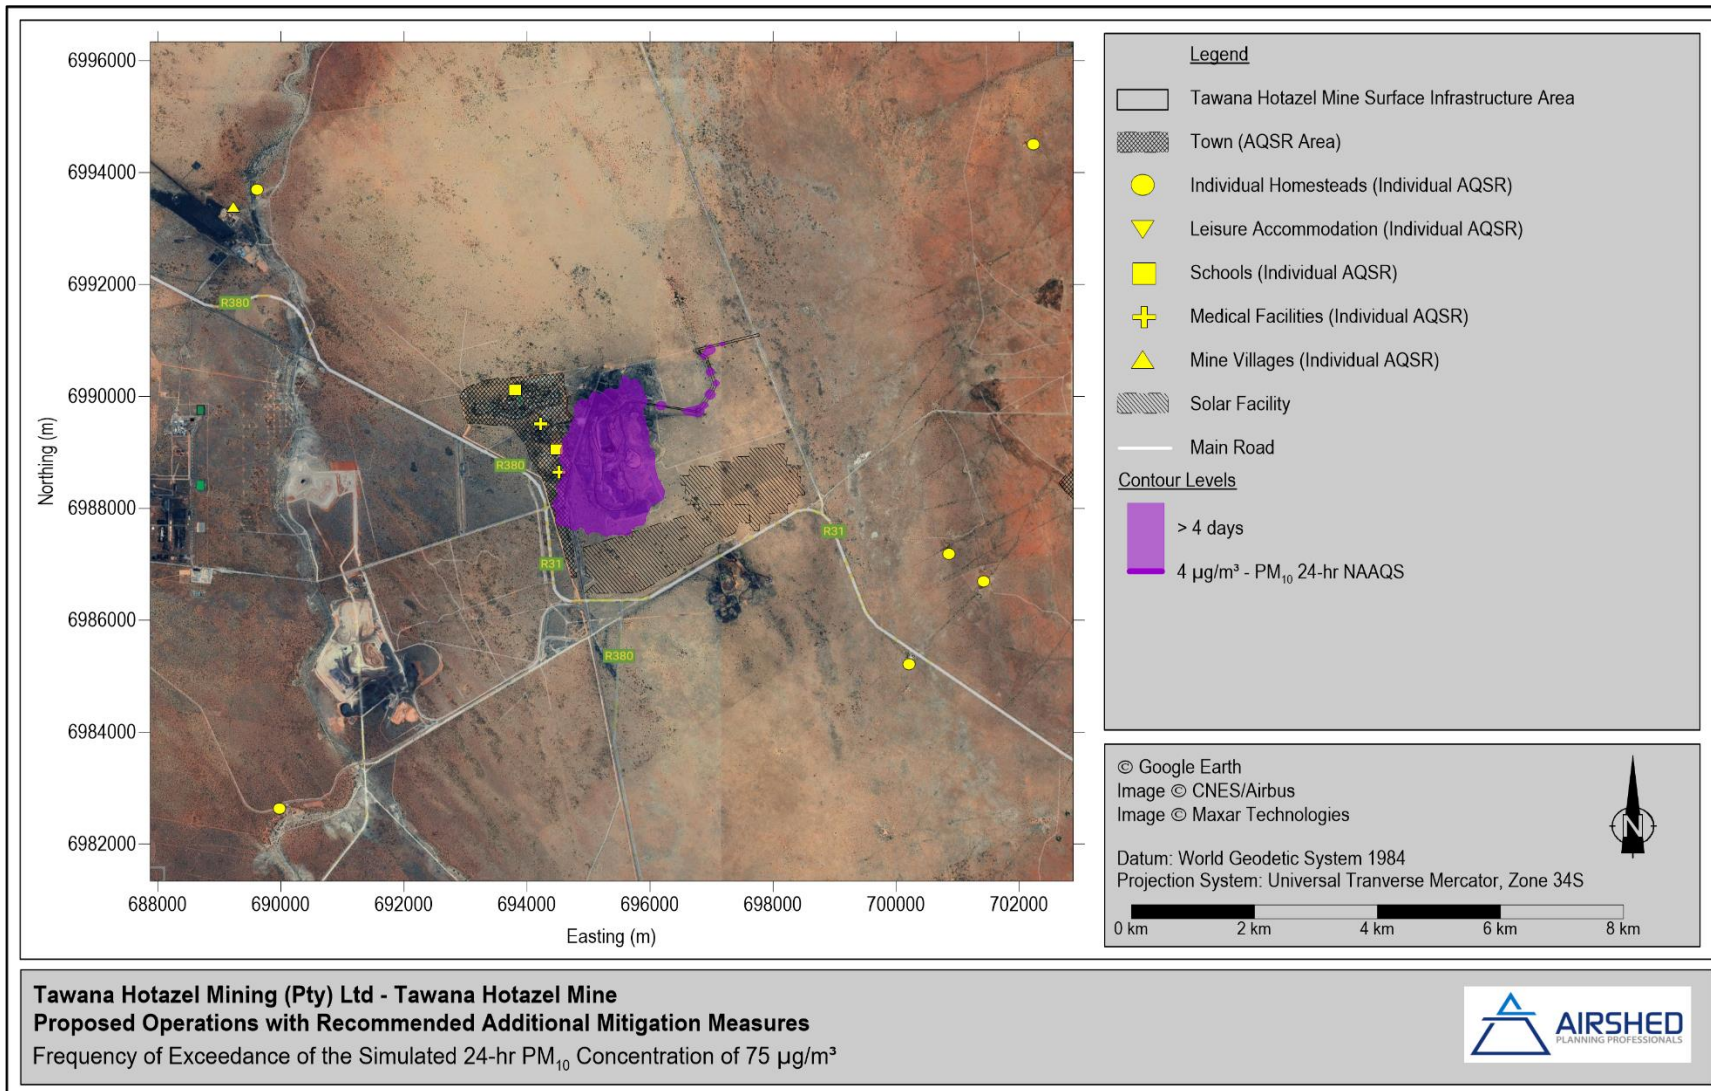 6996000
6994000
6992000
6990000
6988000
6986000
6984000
6982000
Northing (m)
688000
690000
692000
694000
696000
698000
700000
702000
Easting (m)
R380
R380
R31
R31
R380
Legend
Tawana Hotazel Mine Surface Infrastructure Area
Town (AQSR Area)
Individual Homesteads (Individual AQSR)
Leisure Accommodation (Individual AQSR)
Schools (Individual AQSR)
Medical Facilities (Individual AQSR)
Mine Villages (Individual AQSR)
Solar Facility
Main Road
Contour Levels
> 4 days
4 µg/m³ - PM₁₀ 24-hr NAAQS
© Google Earth
Image © CNES/Airbus
Image © Maxar Technologies
N
Datum: World Geodetic System 1984
Projection System: Universal Tranverse Mercator, Zone 34S
0 km 2 km 4 km 6 km 8 km
Tawana Hotazel Mining (Pty) Ltd - Tawana Hotazel Mine
Proposed Operations with Recommended Additional Mitigation Measures
Frequency of Exceedance of the Simulated 24-hr PM₁₀ Concentration of 75 µg/m³
AIRSHED
PLANNING PROFESSIONALS